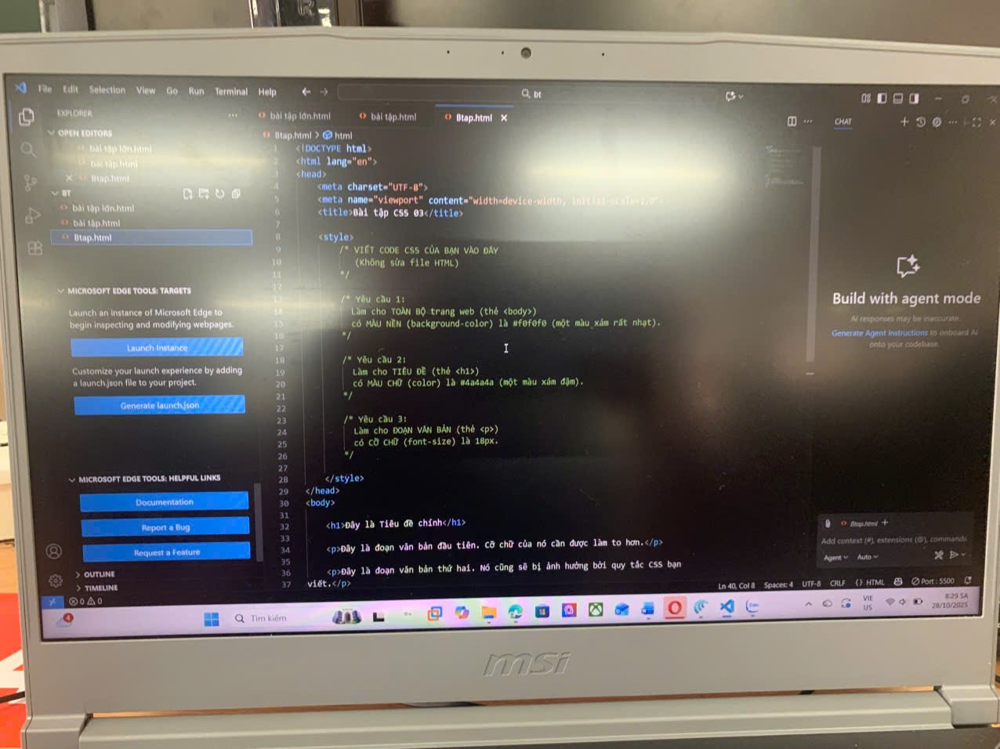 File Edit Selection View Go Run Terminal Help
bt
EXPLORER
OPEN EDITORS
bài tập lớn.html
bài tập.html
Btap.html
BT
bài tập lớn.html
bài tập.html
Btap.html
MICROSOFT EDGE TOOLS: TARGETS
Launch an instance of Microsoft Edge to
begin inspecting and modifying webpages.
Launch Instance
Customize your launch experience by adding
a launch.json file to your project.
Generate launch.json
MICROSOFT EDGE TOOLS: HELPFUL LINKS
Documentation
Report a Bug
Request a Feature
OUTLINE
TIMELINE
bài tập lớn.html bài tập.html Btap.html
Btap.html > html
1 <!DOCTYPE html>
2 <html lang="en">
3 <head>
4 <meta charset="UTF-8">
5 <meta name="viewport" content="width=device-width, initial-scale=1.0">
6 <title>Bài tập CSS 03</title>
7
8 <style>
9 /* VIẾT CODE CSS CỦA BẠN VÀO ĐÂY
10 (Không sửa file HTML)
11 */
12
13 /* Yêu cầu 1:
14 Làm cho TOÀN BỘ trang web (thẻ <body>)
15 có MÀU NỀN (background-color) là #f0f0f0 (một màu xám rất nhạt).
16 */
17
18 /* Yêu cầu 2:
19 Làm cho TIÊU ĐỀ (thẻ <h1>)
20 có MÀU CHỮ (color) là #4a4a4a (một màu xám đậm).
21 */
22
23 /* Yêu cầu 3:
24 Làm cho ĐOẠN VĂN BẢN (thẻ <p>)
25 có CỠ CHỮ (font-size) là 18px.
26 */
27
28 </style>
29 </head>
30 <body>
31
32 <h1>Đây là Tiêu đề chính</h1>
33
34 <p>Đây là đoạn văn bản đầu tiên. Cỡ chữ của nó cần được làm to hơn.</p>
35
36 <p>Đây là đoạn văn bản thứ hai. Nó cũng sẽ bị ảnh hưởng bởi quy tắc CSS bạn
37 viết.</p>
CHAT
Build with agent mode
AI responses may be inaccurate.
Generate Agent Instructions to onboard AI
onto your codebase.
Btap.html +
Add context (#), extensions (@), commands
Agent Auto
0 0
Ln 40, Col 8 Spaces: 4 UTF-8 CRLF {} HTML Port : 5500
4
Tìm kiếm
VIE
US
8:29 SA
28/10/2025
msi